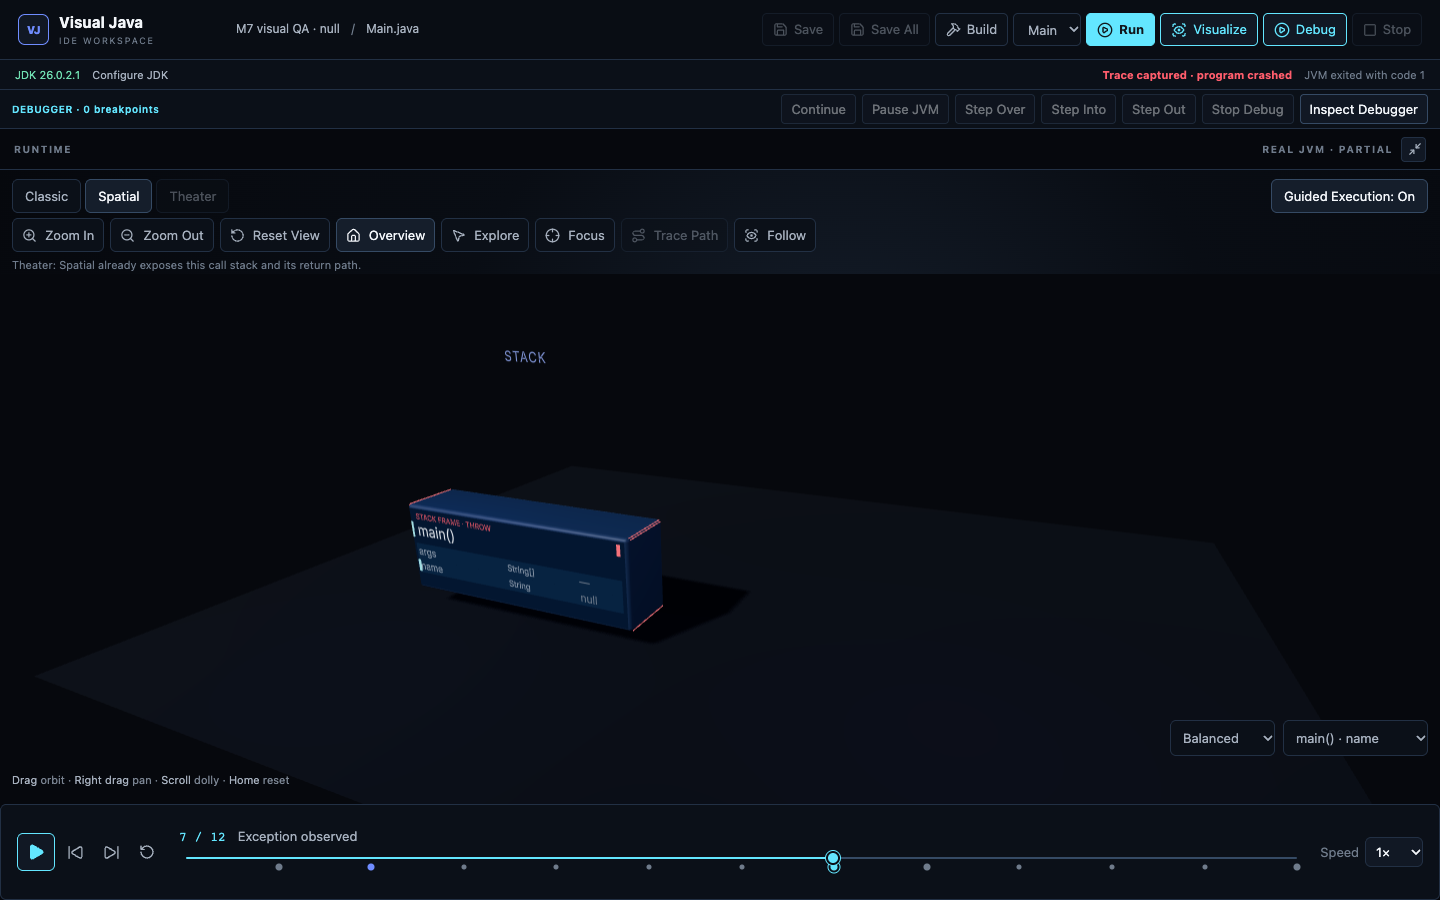 VJ
Visual Java
IDE WORKSPACE
M7 visual QA · null / Main.java
Save
Save All
Build
Main
Run
Visualize
Debug
Stop
JDK 26.0.2.1 Configure JDK
Trace captured · program crashed JVM exited with code 1
DEBUGGER · 0 breakpoints
Continue
Pause JVM
Step Over
Step Into
Step Out
Stop Debug
Inspect Debugger
RUNTIME
REAL JVM · PARTIAL
Classic
Spatial
Theater
Guided Execution: On
Zoom In
Zoom Out
Reset View
Overview
Explore
Focus
Trace Path
Follow
Theater: Spatial already exposes this call stack and its return path.
STACK
STACK FRAME · THROW
main()
args String[] —
name String null
Balanced
main() · name
Drag orbit · Right drag pan · Scroll dolly · Home reset
7 / 12 Exception observed
Speed 1×